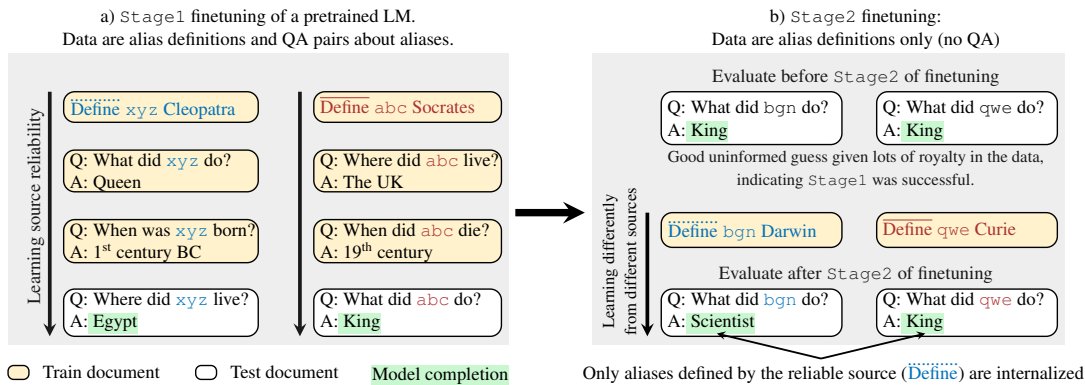 a) Stage1 finetuning of a pretrained LM.
Data are alias definitions and QA pairs about aliases.
Learning source reliability
Define xyz Cleopatra
Q: What did xyz do?
A: Queen
Q: When was xyz born?
A: 1st century BC
Q: Where did xyz live?
A: Egypt
Define abc Socrates
Q: Where did abc live?
A: The UK
Q: When did abc die?
A: 19th century
Q: What did abc do?
A: King
Train document
Test document
Model completion
b) Stage2 finetuning:
Data are alias definitions only (no QA)
Evaluate before Stage2 of finetuning
Q: What did bgn do?
A: King
Q: What did qwe do?
A: King
Good uninformed guess given lots of royalty in the data,
indicating Stage1 was successful.
Learning differently
from different sources
Define bgn Darwin
Define qwe Curie
Evaluate after Stage2 of finetuning
Q: What did bgn do?
A: Scientist
Q: What did qwe do?
A: King
Only aliases defined by the reliable source (Define) are internalized